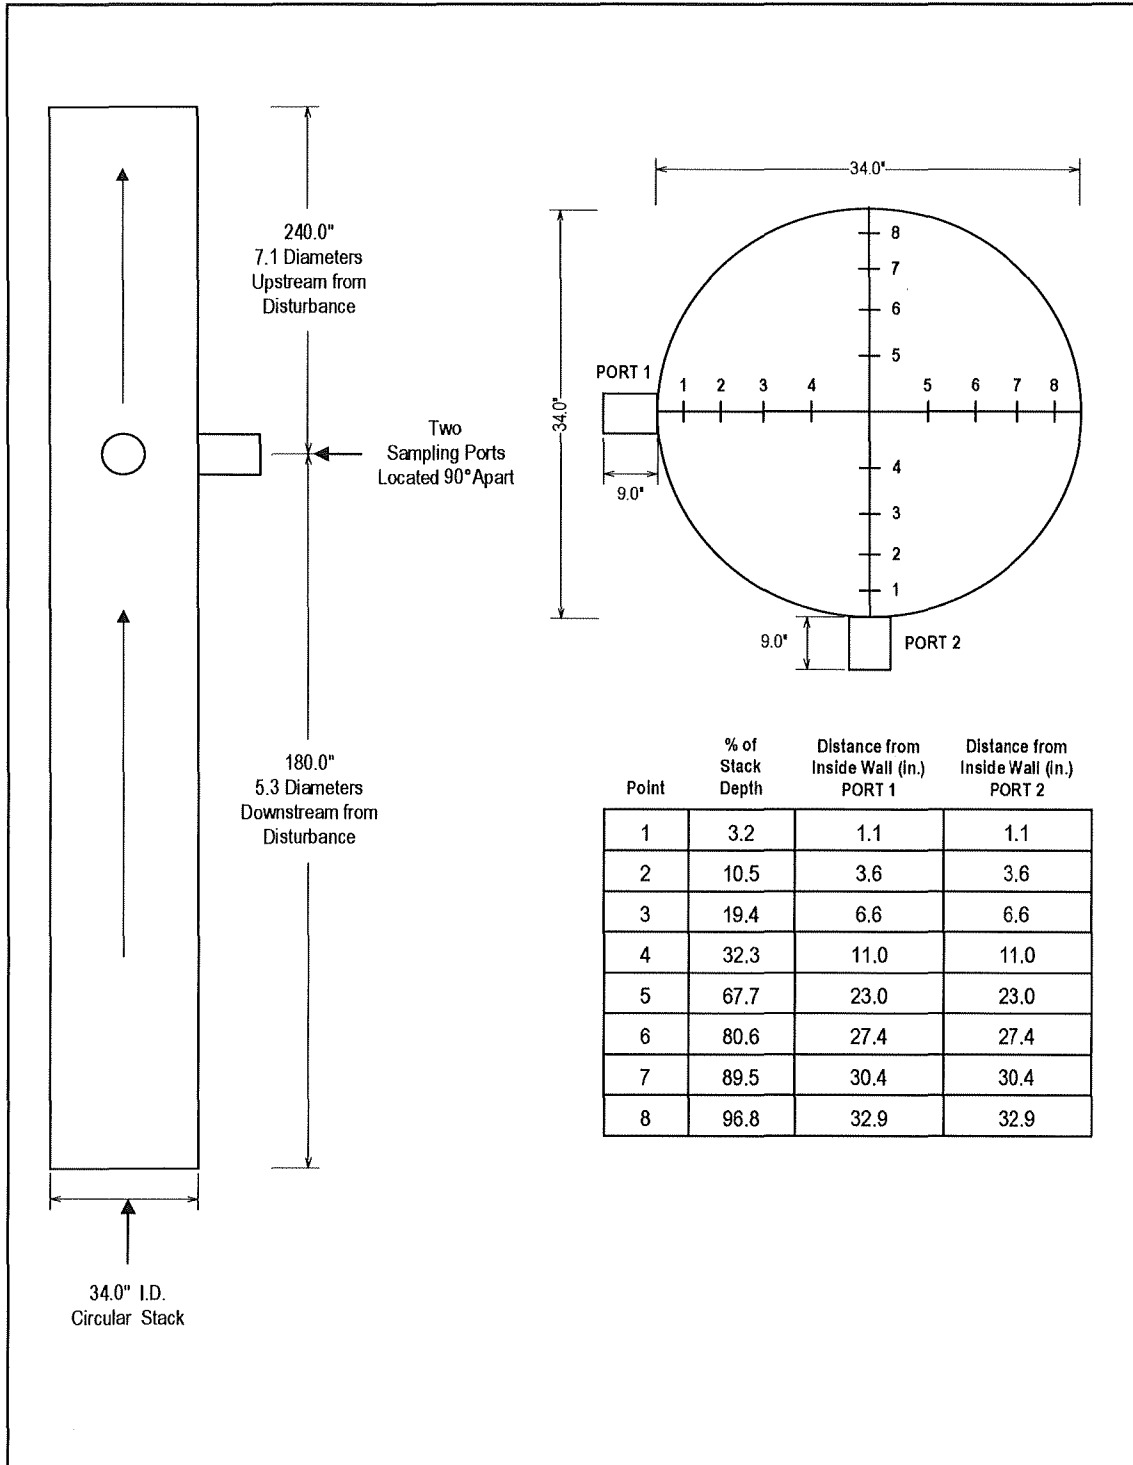 240.0"
7.1 Diameters
Upstream from
Disturbance
Two
Sampling Ports
Located 90° Apart
180.0"
5.3 Diameters
Downstream from
Disturbance
34.0" I.D.
Circular Stack
34.0"
34.0"
8
7
6
5
PORT 1
1 2 3 4 5 6 7 8
9.0"
4
3
2
1
9.0"
PORT 2
Point % of Stack Depth Distance from Inside Wall (in.) PORT 1 Distance from Inside Wall (in.) PORT 2
1 3.2 1.1 1.1
2 10.5 3.6 3.6
3 19.4 6.6 6.6
4 32.3 11.0 11.0
5 67.7 23.0 23.0
6 80.6 27.4 27.4
7 89.5 30.4 30.4
8 96.8 32.9 32.9